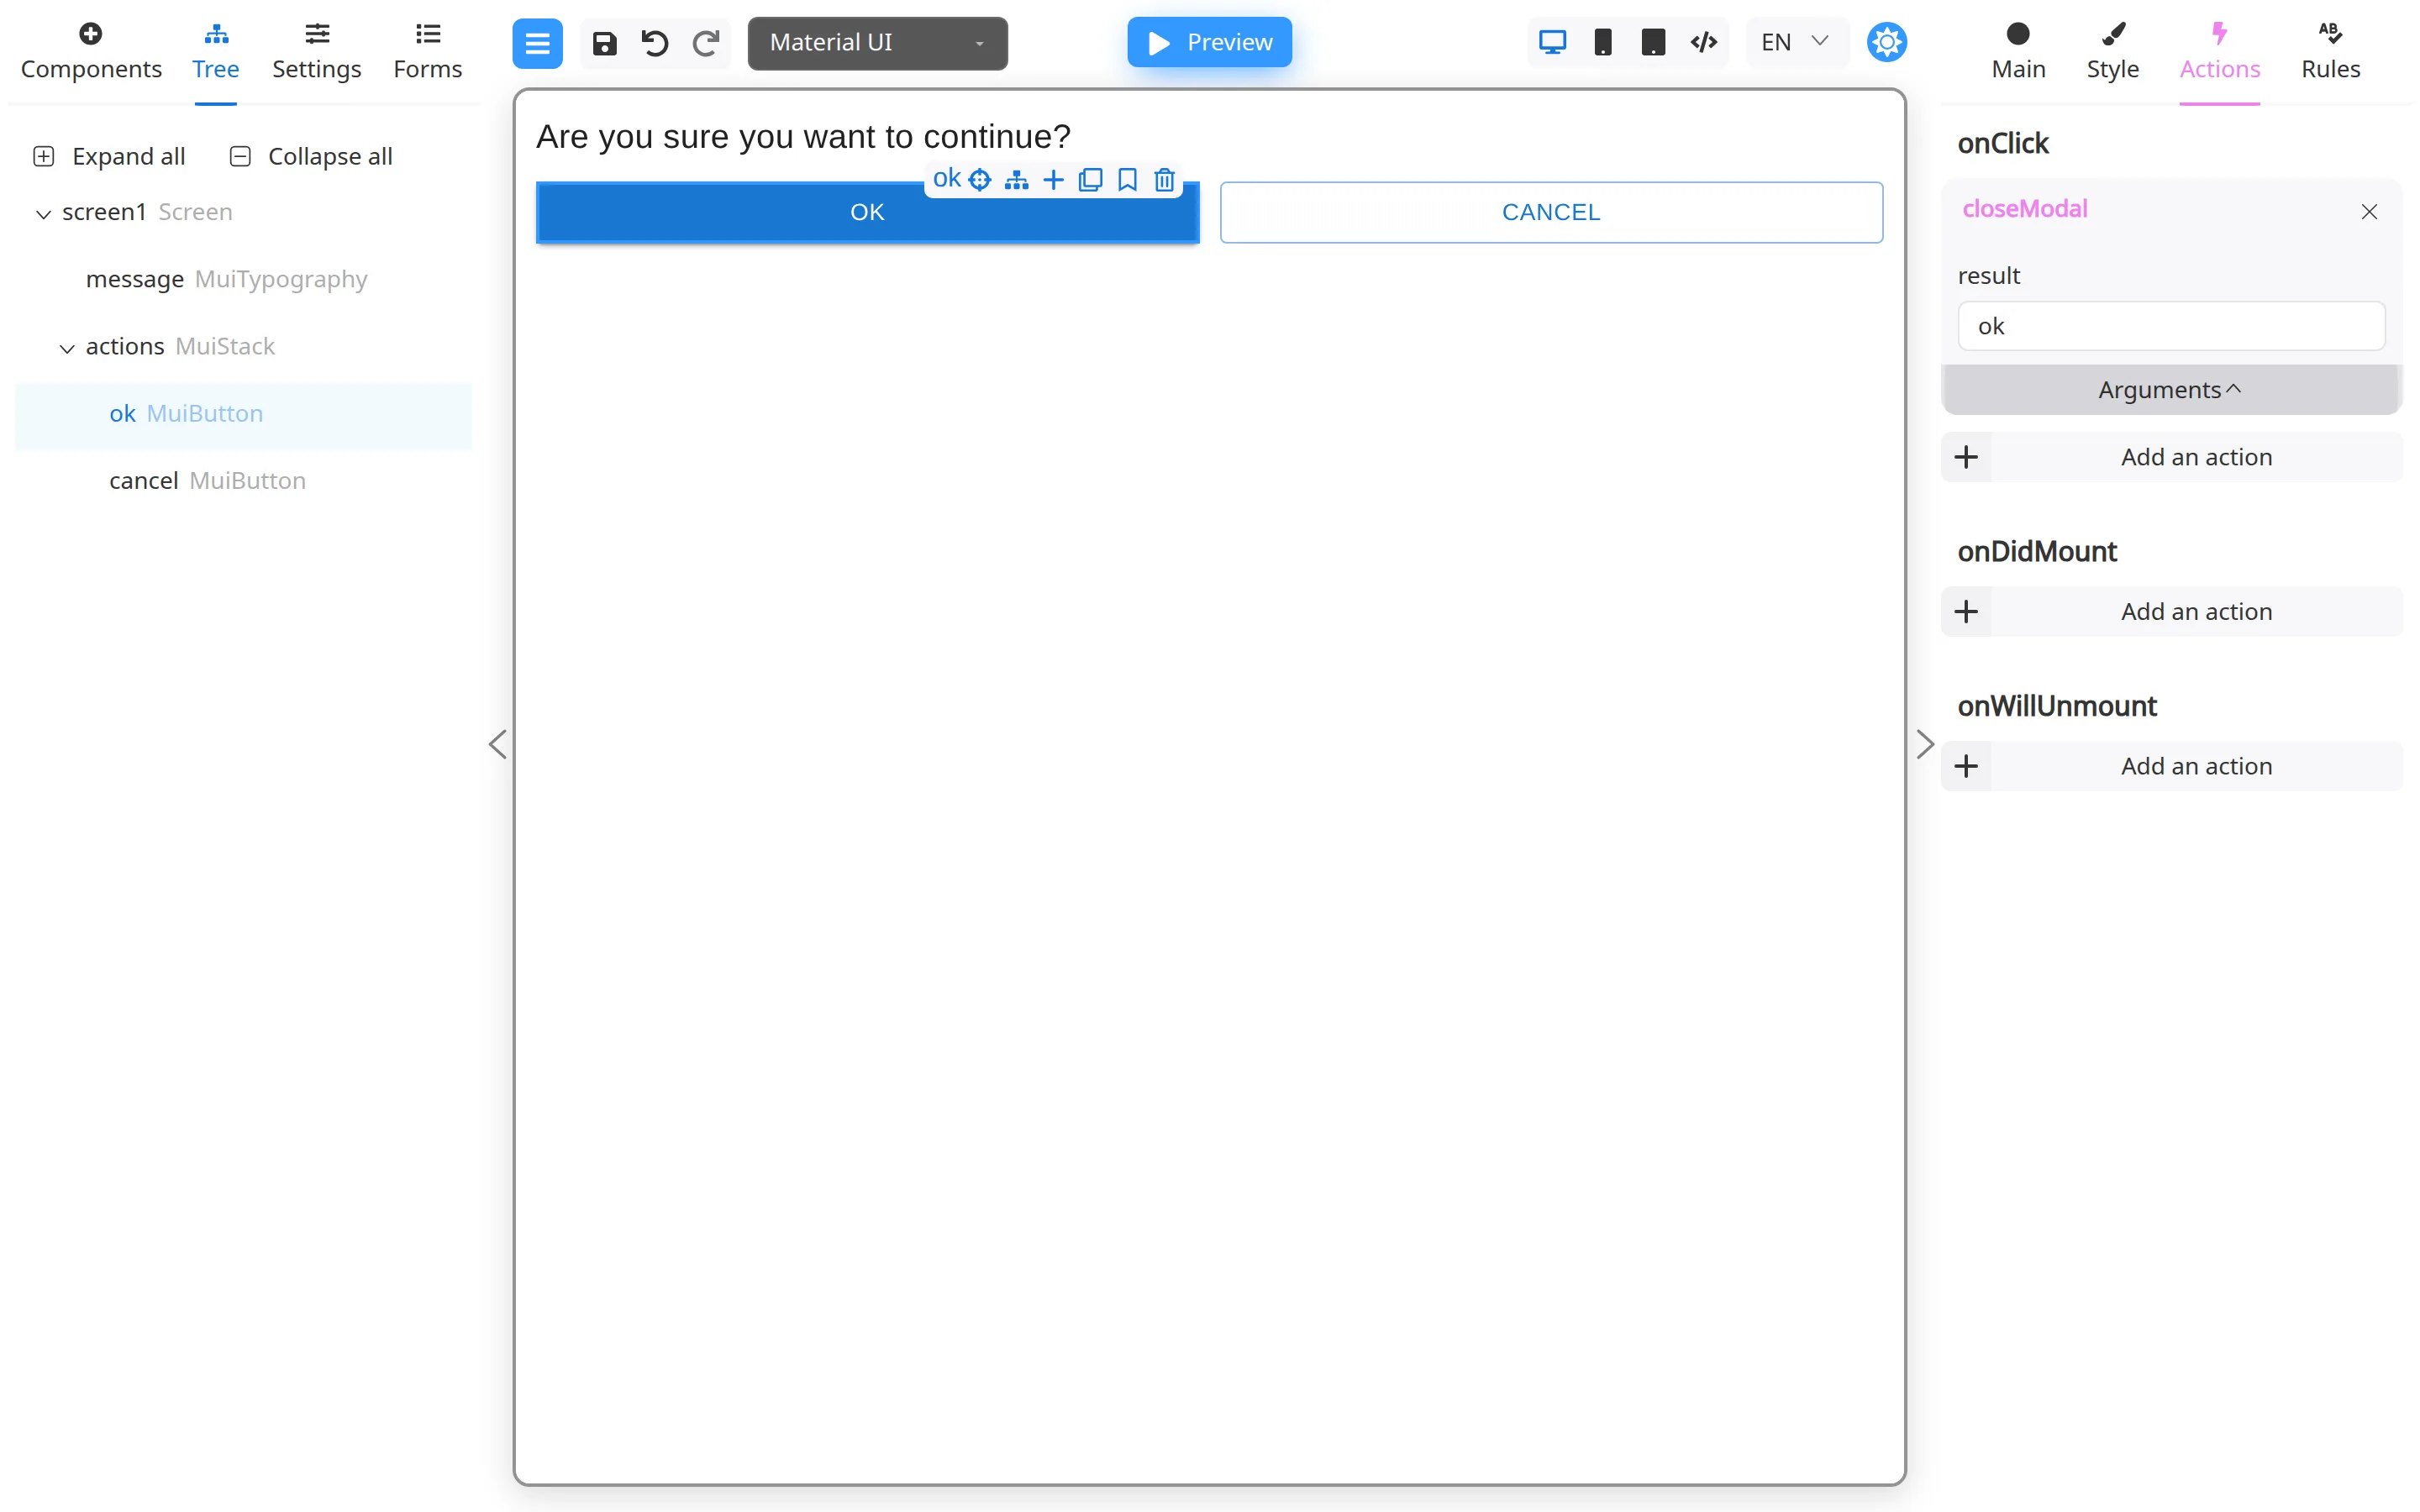 Components Tree Settings Forms
Material UI
Preview
EN
Main Style Actions Rules
Expand all Collapse all
screen1 Screen
message MuiTypography
actions MuiStack
ok MuiButton
cancel MuiButton
Are you sure you want to continue?
ok
OK
CANCEL
onClick
closeModal
result
ok
Arguments
Add an action
onDidMount
Add an action
onWillUnmount
Add an action